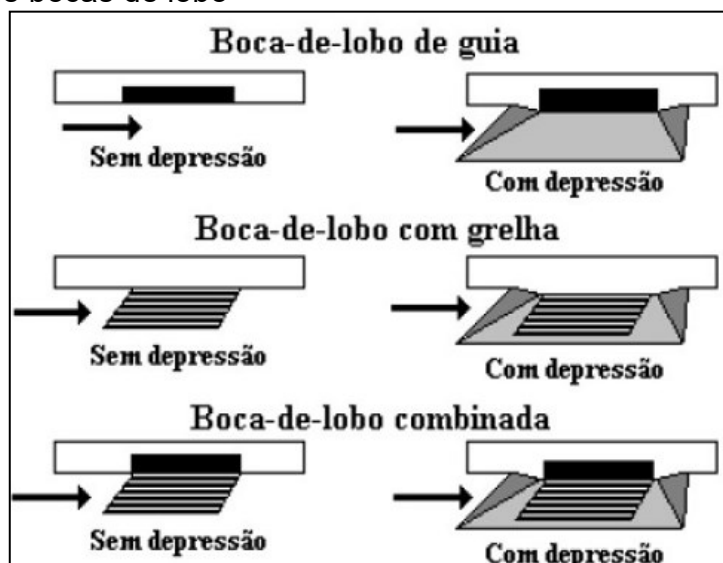 Boca-de-lobo de guia
Sem depressão
Com depressão
Boca-de-lobo com grelha
Sem depressão
Com depressão
Boca-de-lobo combinada
Sem depressão
Com depressão